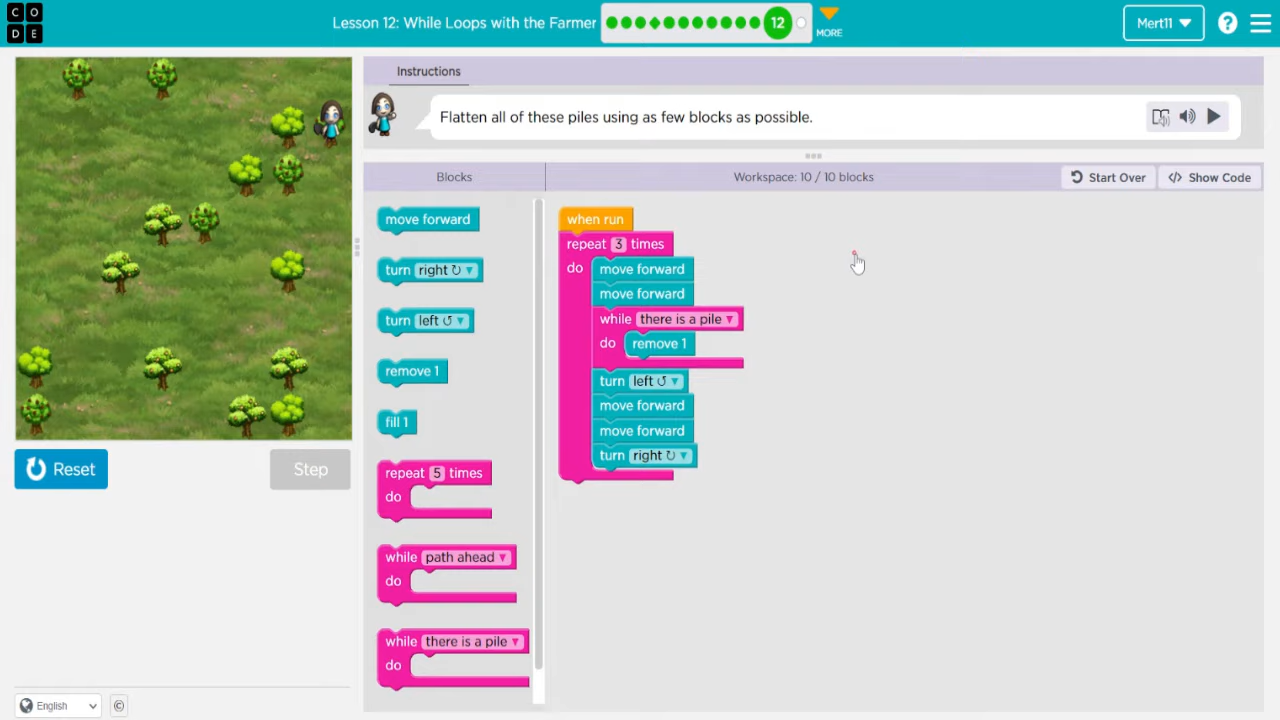 C O
D E
Lesson 12: While Loops with the Farmer
12
MORE
Mert11
?
Instructions
Flatten all of these piles using as few blocks as possible.
Blocks
Workspace: 10 / 10 blocks
Start Over
</> Show Code
move forward
turn right ↻
turn left ↺
remove 1
fill 1
repeat 5 times
do
while path ahead
do
while there is a pile
do
when run
repeat 3 times
do
move forward
move forward
while there is a pile
do remove 1
turn left ↺
move forward
move forward
turn right ↻
Reset
Step
English
©